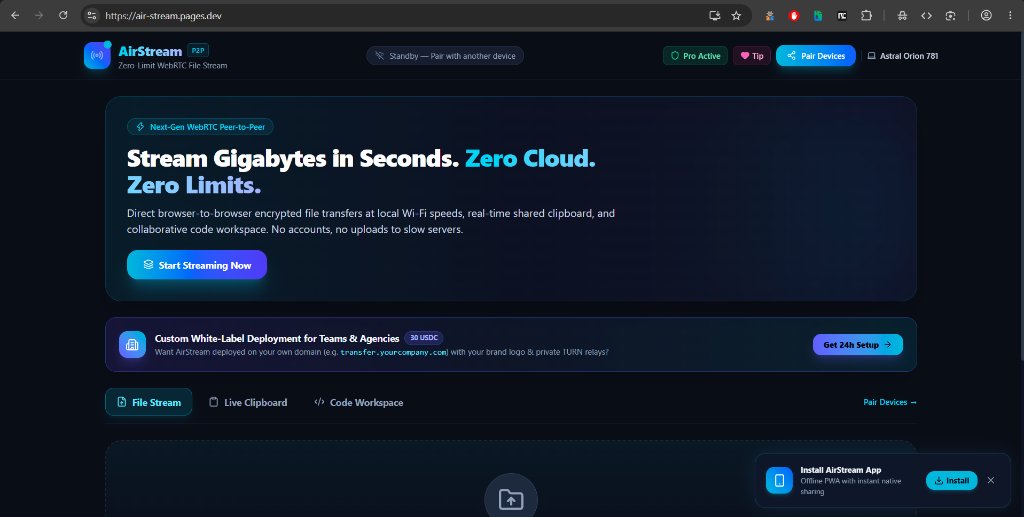 https://air-stream.pages.dev
AirStream P2P
Zero-Limit WebRTC File Stream
Standby — Pair with another device
Pro Active
Tip
Pair Devices
Astral Orion 781
Next-Gen WebRTC Peer-to-Peer
Stream Gigabytes in Seconds. Zero Cloud.
Zero Limits.
Direct browser-to-browser encrypted file transfers at local Wi-Fi speeds, real-time shared clipboard, and
collaborative code workspace. No accounts, no uploads to slow servers.
Start Streaming Now
Custom White-Label Deployment for Teams & Agencies 30 USDC
Want AirStream deployed on your own domain (e.g. transfer.yourcompany.com) with your brand logo & private TURN relays?
Get 24h Setup →
File Stream
Live Clipboard
Code Workspace
Pair Devices →
Install AirStream App
Offline PWA with instant native
sharing
Install